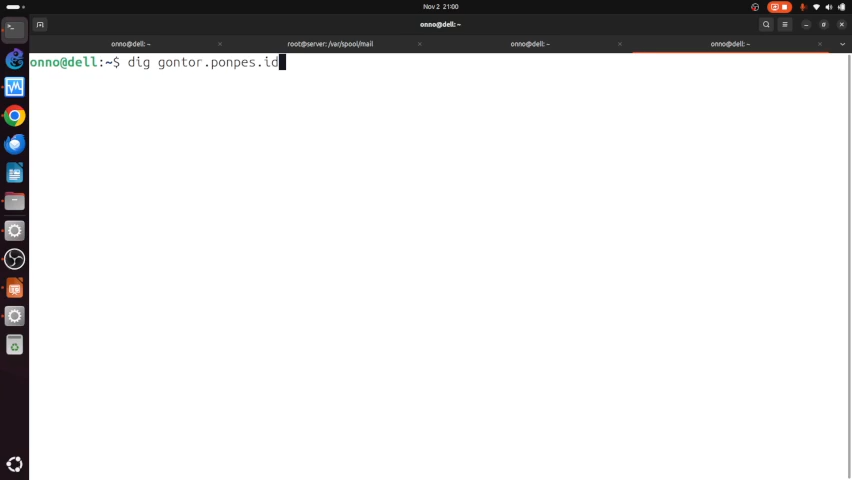 Nov 2 21:00
onno@dell: ~
onno@dell: ~
root@server: /var/spool/mail
onno@dell: ~
onno@dell: ~
onno@dell:~$ dig gontor.ponpes.id